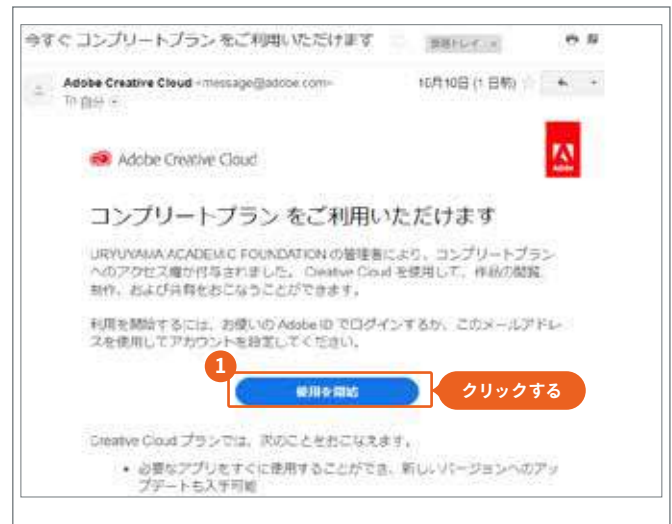 今すぐ コンプリートプラン をご利用いただけます
受信トレイ ×
Adobe Creative Cloud <message@adobe.com>
10月10日 (1 日前)
To 自分
Adobe Creative Cloud
Adobe
コンプリートプラン をご利用いただけます
URYUYAMA ACADEMIC FOUNDATION の管理者により、コンプリートプラン
へのアクセス権が付与されました。 Creative Cloud を使用して、作品の閲覧、
制作、および共有をおこなうことができます。
利用を開始するには、お使いの Adobe ID でログインするか、このメールアドレ
スを使用してアカウントを設定してください。
1
使用を開始
クリックする
Creative Cloud プランでは、次のことをおこなえます。
• 必要なアプリをすぐに使用することができ、新しいバージョンへのアッ
プデートも入手可能